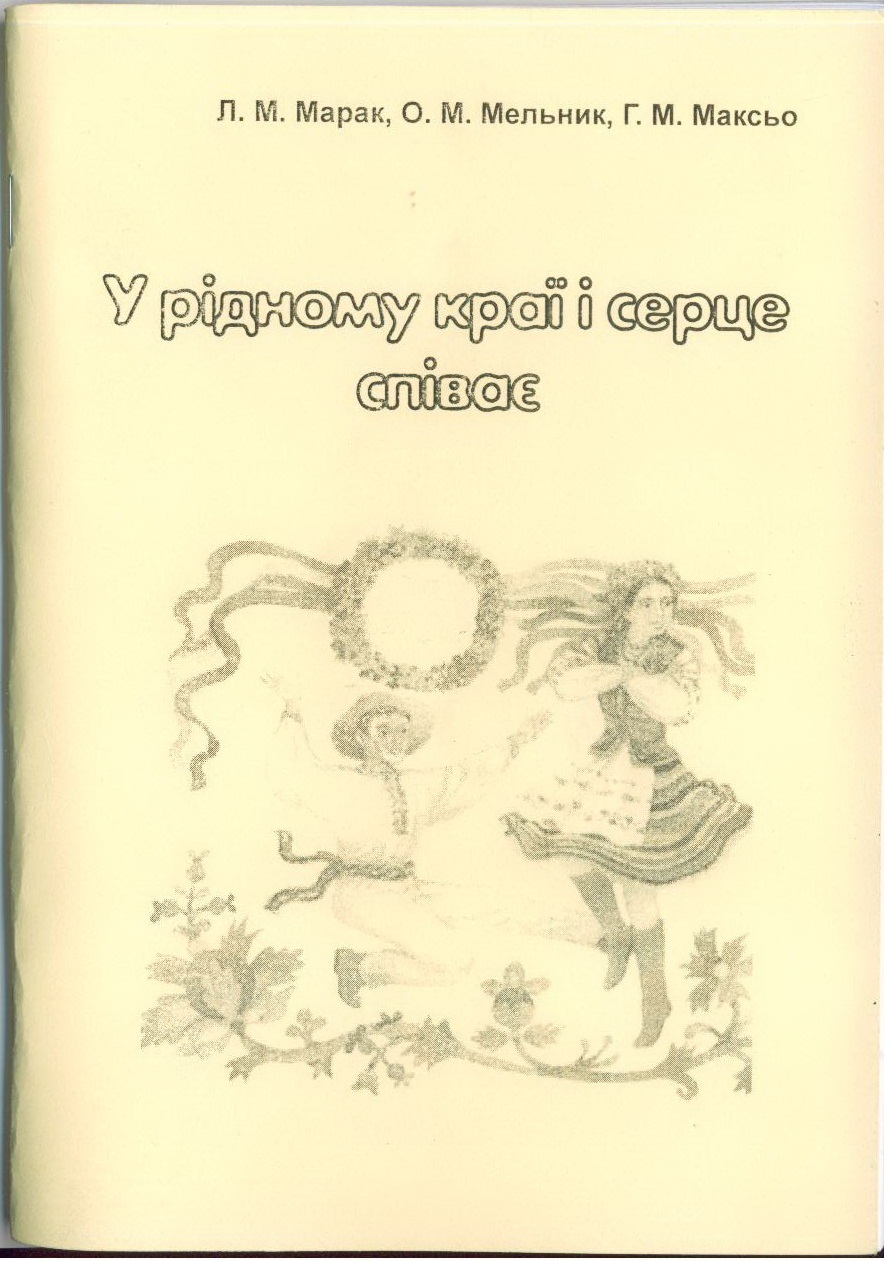 Л. М. Марак, О. М. Мельник, Г. М. Максьо
У рідному краї і серце
співає